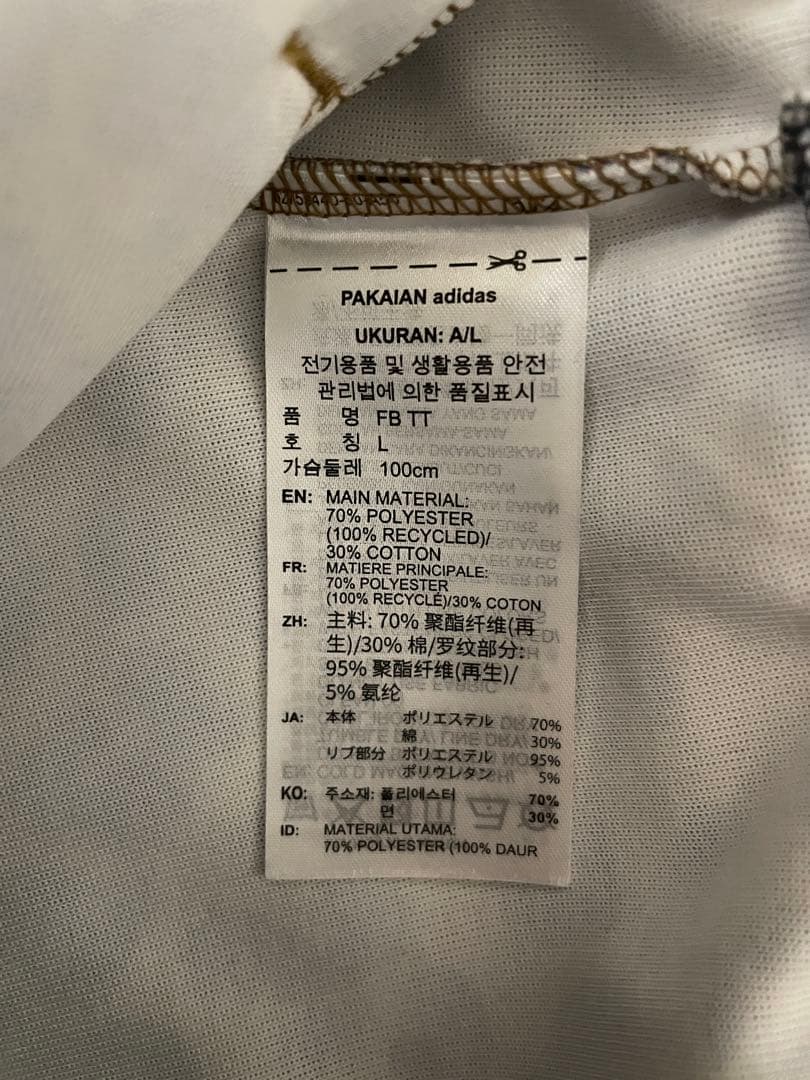 PAKAIAN adidas
UKURAN: A/L
전기용품 및 생활용품 안전
관리법에 의한 품질표시
품 명 FB TT
호 칭 L
가슴둘레 100cm
EN: MAIN MATERIAL:
70% POLYESTER
(100% RECYCLED)/
30% COTTON
FR: MATIERE PRINCIPALE:
70% POLYESTER
(100% RECYCLÉ)/30% COTON
ZH: 主料: 70% 聚酯纤维(再
生)/30% 棉/罗纹部分:
95% 聚酯纤维(再生)/
5% 氨纶
JA: 本体 ポリエステル 70%
綿 30%
リブ部分 ポリエステル 95%
ポリウレタン 5%
KO: 주소재: 폴리에스터 70%
면 30%
ID: MATERIAL UTAMA:
70% POLYESTER (100% DAUR